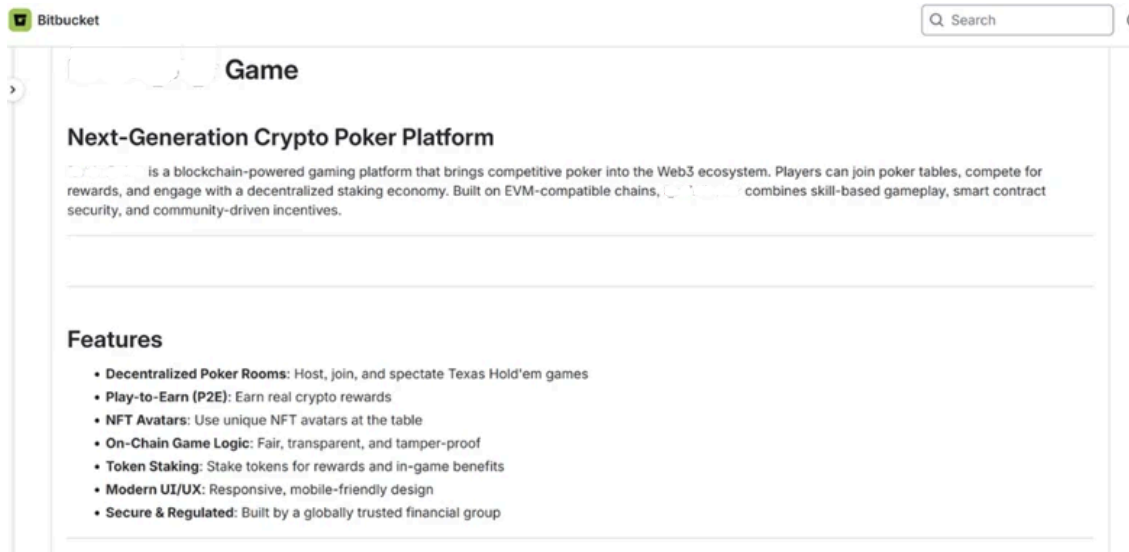 Bitbucket
Search
Game
Next-Generation Crypto Poker Platform
is a blockchain-powered gaming platform that brings competitive poker into the Web3 ecosystem. Players can join poker tables, compete for
rewards, and engage with a decentralized staking economy. Built on EVM-compatible chains, combines skill-based gameplay, smart contract
security, and community-driven incentives.
Features
• Decentralized Poker Rooms: Host, join, and spectate Texas Hold'em games
• Play-to-Earn (P2E): Earn real crypto rewards
• NFT Avatars: Use unique NFT avatars at the table
• On-Chain Game Logic: Fair, transparent, and tamper-proof
• Token Staking: Stake tokens for rewards and in-game benefits
• Modern UI/UX: Responsive, mobile-friendly design
• Secure & Regulated: Built by a globally trusted financial group